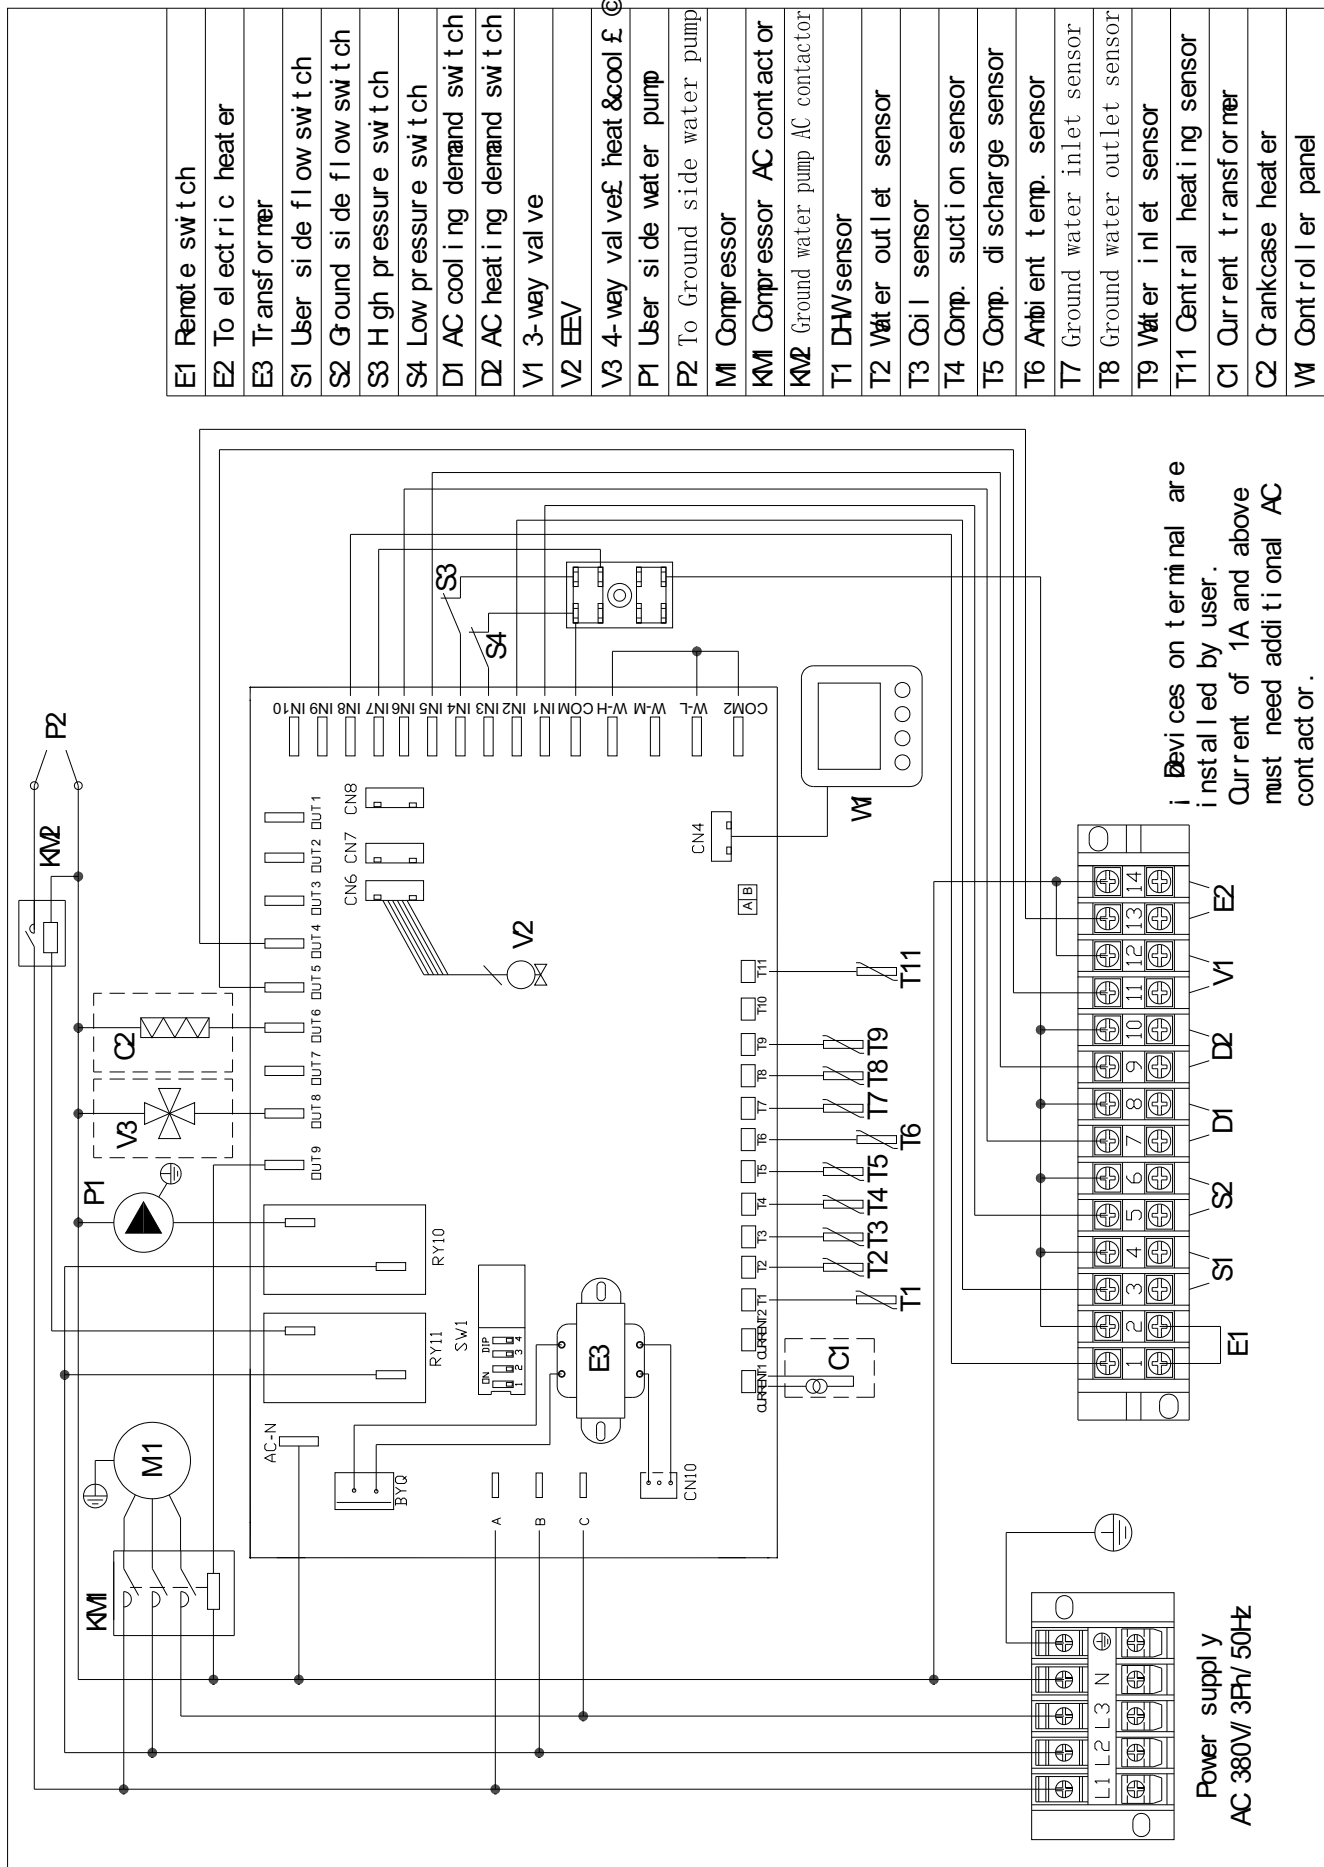 E1 Remote switch
E2 To electric heater
E3 Transformer
S1 User side flow switch
S2 Ground side flow switch
S3 High pressure switch
S4 Low pressure switch
D1 AC cooling demand switch
D2 AC heating demand switch
V1 3-way valve
V2 EEV
V3 4-way valve£¨heat&cool£©
P1 User side water pump
P2 To Ground side water pump
M1 Compressor
KM1 Compressor AC contactor
KM2 Ground water pump AC contactor
T1 DHW sensor
T2 Water outlet sensor
T3 Coil sensor
T4 Comp. suction sensor
T5 Comp. discharge sensor
T6 Ambient temp. sensor
T7 Ground water inlet sensor
T8 Ground water outlet sensor
T9 Water inlet sensor
T11 Central heating sensor
C1 Current transformer
C2 Crankcase heater
W1 Controller panel
P2
KM2
C2
V3
P1
M1
KM1
OUT1
OUT2
OUT3
OUT4
OUT5
OUT6
OUT7
OUT8
OUT9
RY10
RY11
AC-N
CN8
CN7
CN6
V2
SW1
ON DIP
1 2 3 4
E3
BYQ
CN10
A
B
C
IN10
IN9
IN8
IN7
IN6
IN5
IN4
IN3
IN2
IN1
COM
W-H
W-M
W-L
COM2
S3
S4
CN4
W1
A B
T11
T10
T9
T8
T7
T6
T5
T4
T3
T2
T1
CURRENT2
CURRENT1
T11
T9
T8
T7
T6
T5
T4
T3
T2
T1
C1
14
13
12
11
10
9
8
7
6
5
4
3
2
1
E2
V1
D2
D1
S2
S1
E1
¡ Devices on terminal are
installed by user.
Current of 1A and above
must need additional AC
contactor.
L1 L2 L3 N
Power supply
AC 380V/3Ph/50Hz